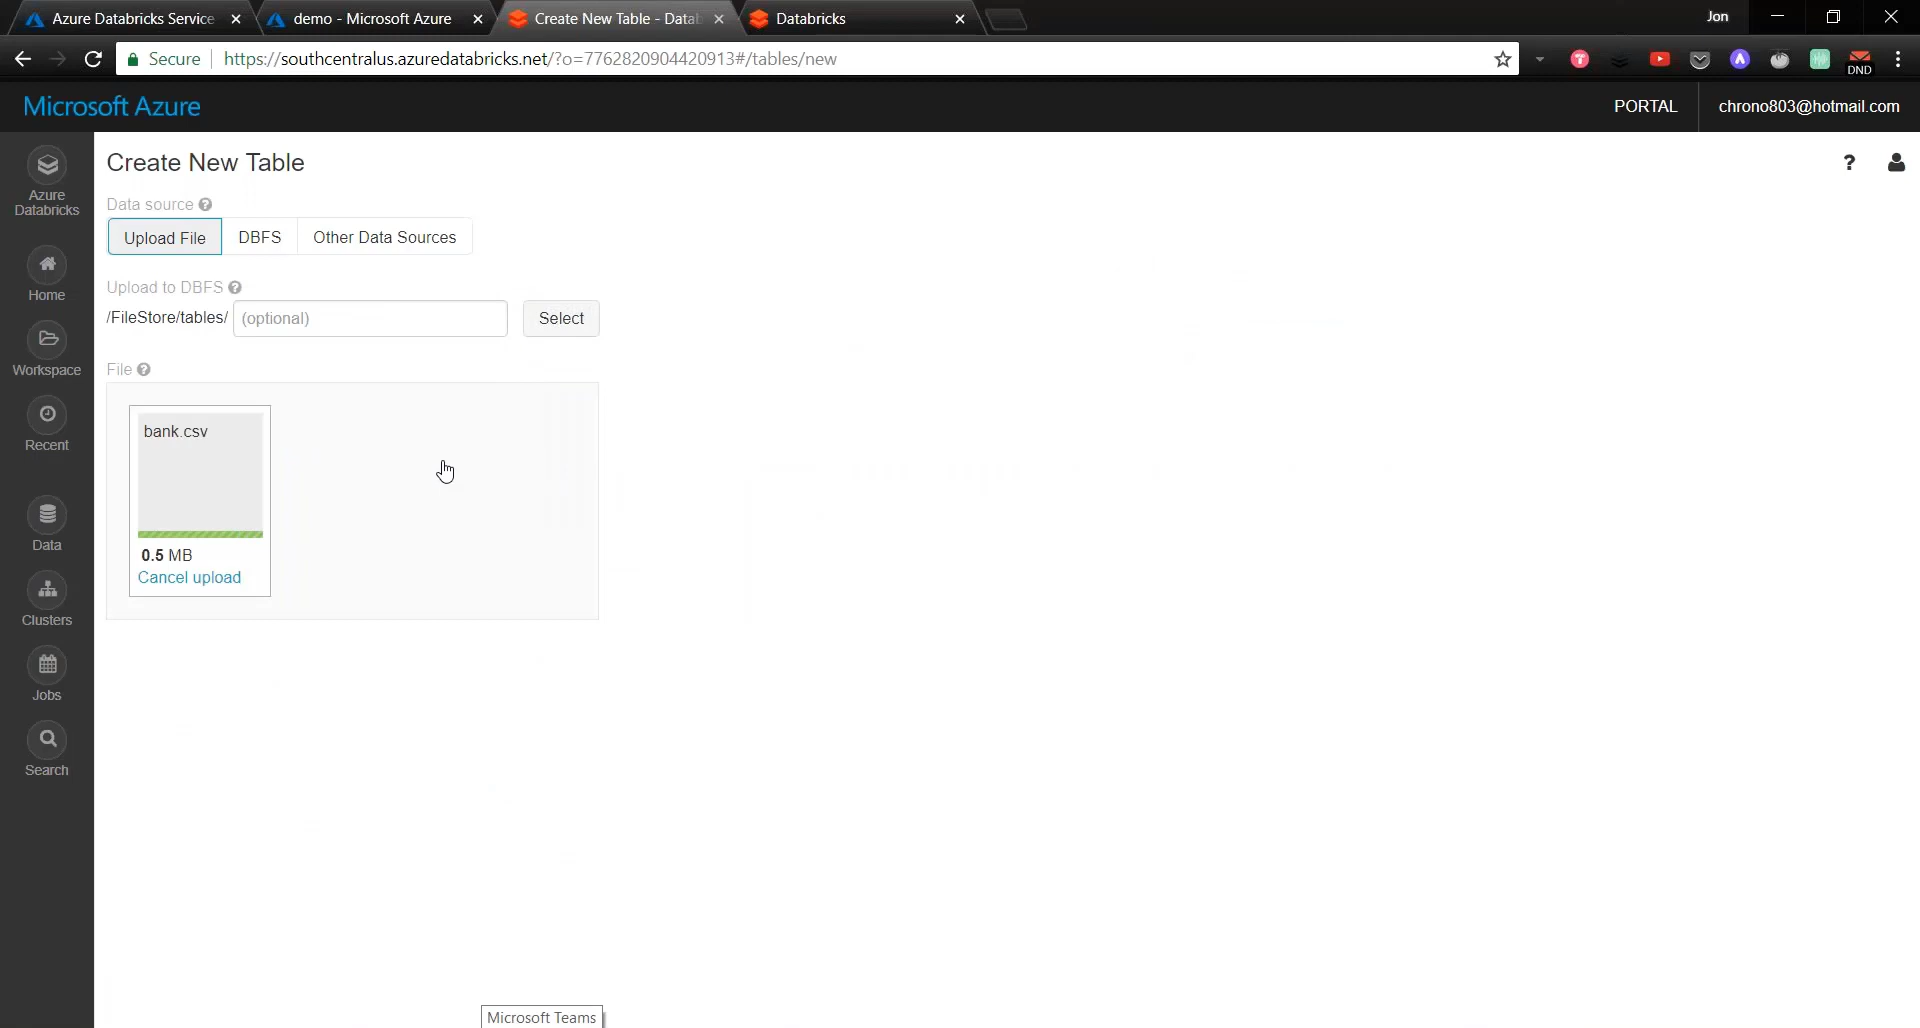 Azure Databricks Service
demo - Microsoft Azure
Create New Table - Datab
Databricks
Jon
Secure
https://southcentralus.azuredatabricks.net/?o=7762820904420913#/tables/new
DND
Microsoft Azure
PORTAL
chrono803@hotmail.com
Azure
Databricks
Home
Workspace
Recent
Data
Clusters
Jobs
Search
Create New Table
?
Data source ?
Upload File
DBFS
Other Data Sources
Upload to DBFS ?
/FileStore/tables/
(optional)
Select
File ?
bank.csv
0.5 MB
Cancel upload
Microsoft Teams